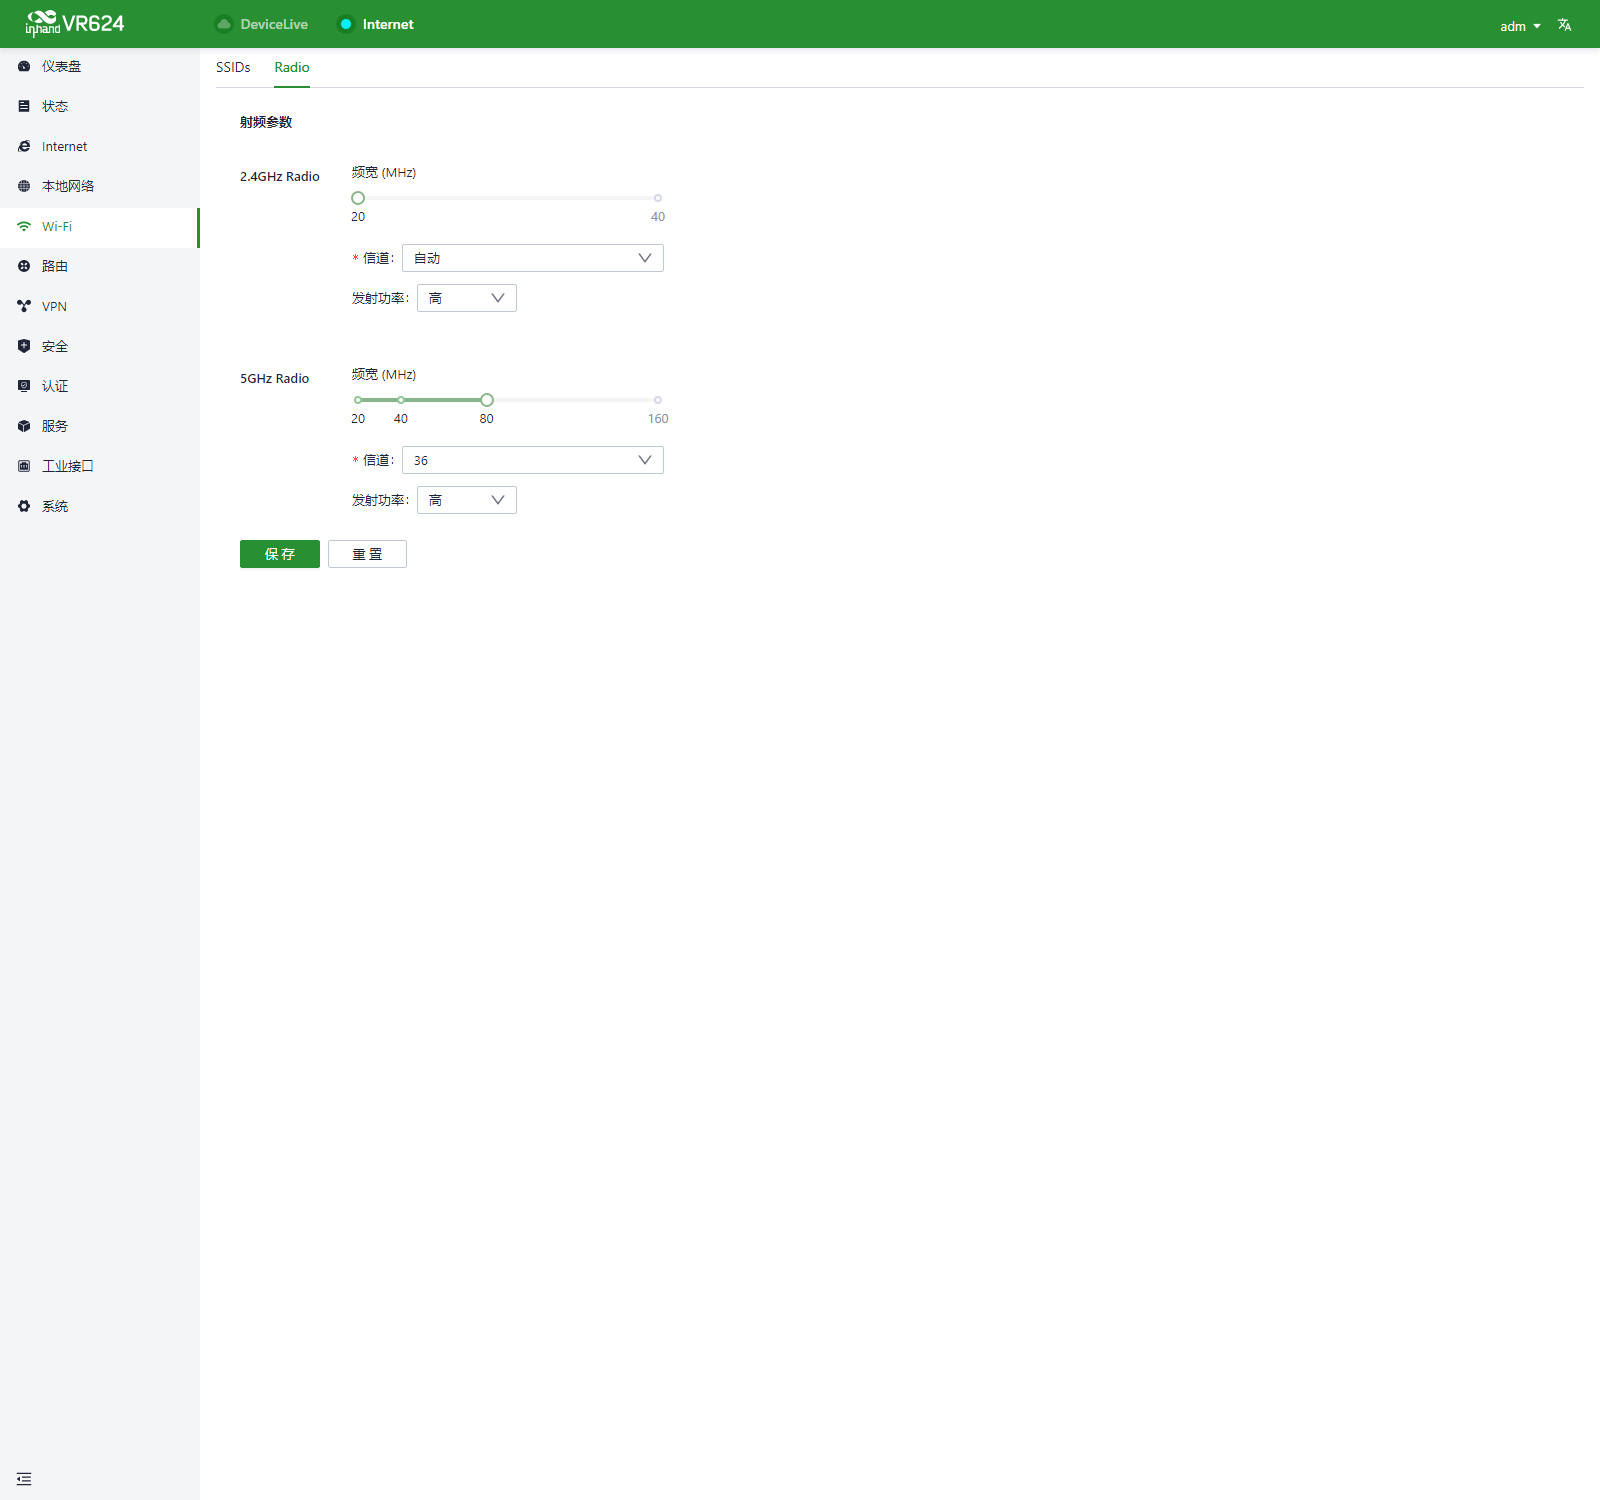 inhand VR624
DeviceLive
Internet
adm
仪表盘
状态
Internet
本地网络
Wi-Fi
路由
VPN
安全
认证
服务
工业接口
系统
SSIDs
Radio
射频参数
2.4GHz Radio
频宽 (MHz)
20
40
* 信道:
自动
发射功率:
高
5GHz Radio
频宽 (MHz)
20
40
80
160
* 信道:
36
发射功率:
高
保 存
重 置